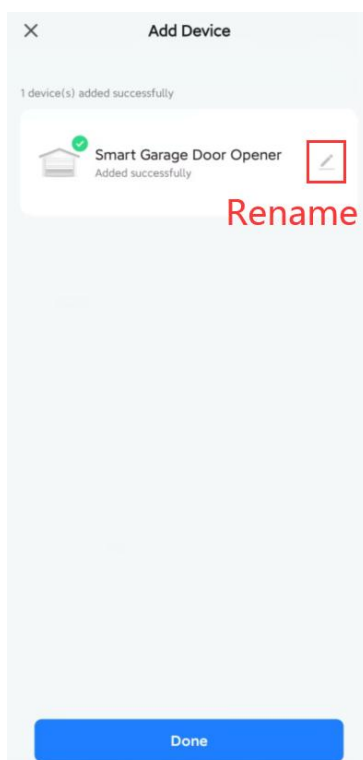 Add Device
1 device(s) added successfully
Smart Garage Door Opener
Added successfully
Rename
Done